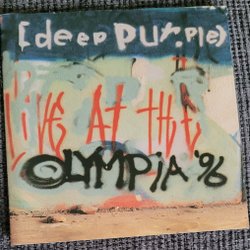 [deep PURPle)
LiVE AT THE
OLYMPiA '96